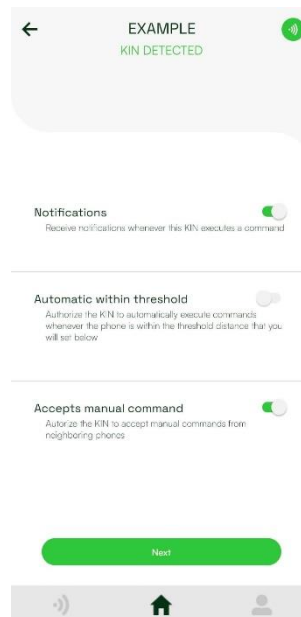 EXAMPLE
KIN DETECTED
Notifications
Receive notifications whenever this KIN executes a command
Automatic within threshold
Authorize the KIN to automatically execute commands
whenever the phone is within the threshold distance that you
will set below
Accepts manual command
Autorize the KIN to accept manual commands from
neighboring phones
Next